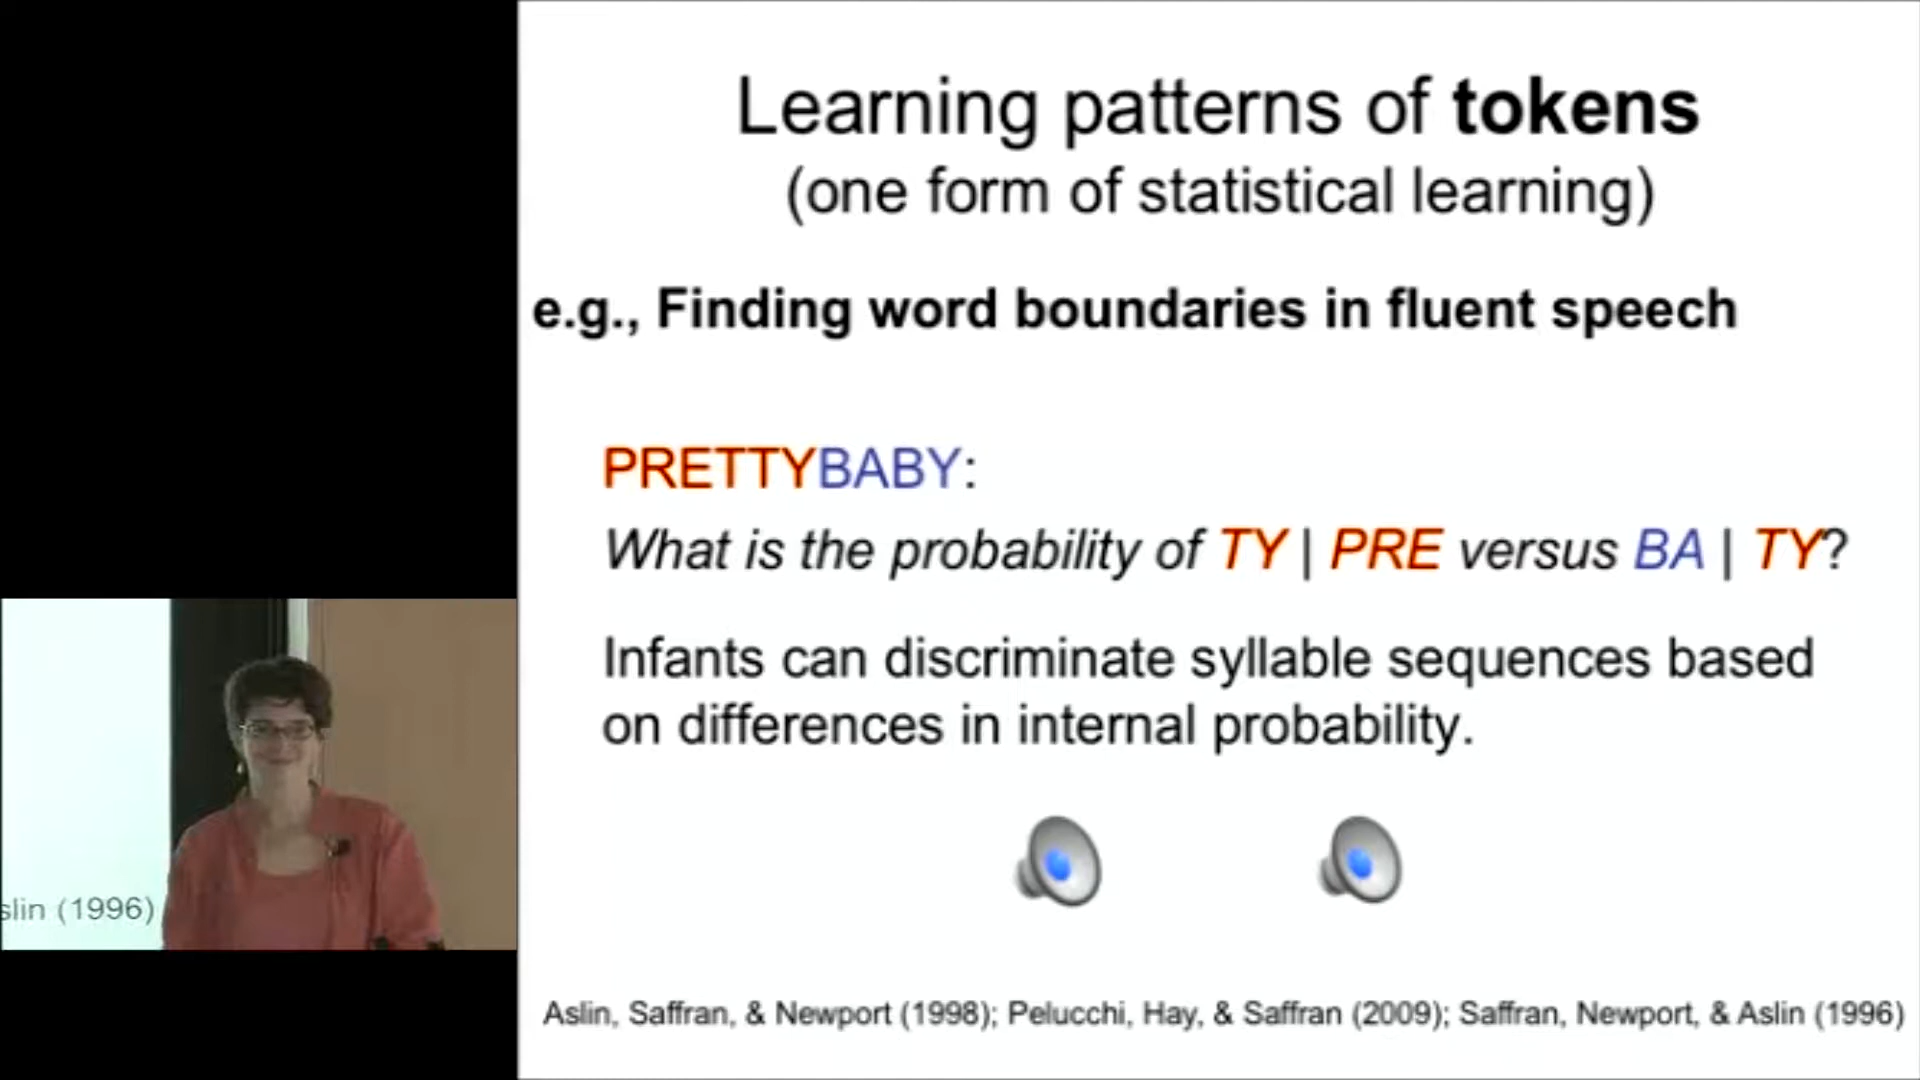 Learning patterns of tokens
(one form of statistical learning)
e.g., Finding word boundaries in fluent speech
PRETTYBABY:
What is the probability of TY | PRE versus BA | TY?
Infants can discriminate syllable sequences based
on differences in internal probability.
Aslin, Saffran, & Newport (1998); Pelucchi, Hay, & Saffran (2009); Saffran, Newport, & Aslin (1996)
slin (1996)